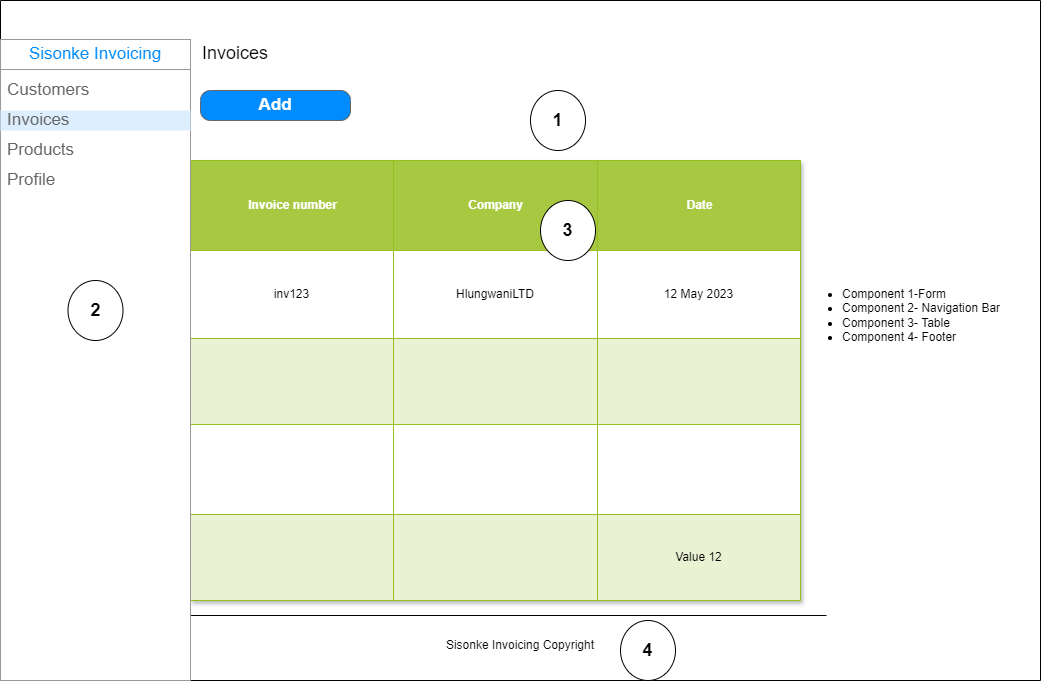 Sisonke Invoicing
Invoices
Customers
Invoices
Products
Profile
Add
1
Invoice number
Company
Date
3
inv123
HlungwaniLTD
12 May 2023
2
Component 1-Form
Component 2- Navigation Bar
Component 3- Table
Component 4- Footer
Value 12
Sisonke Invoicing Copyright
4